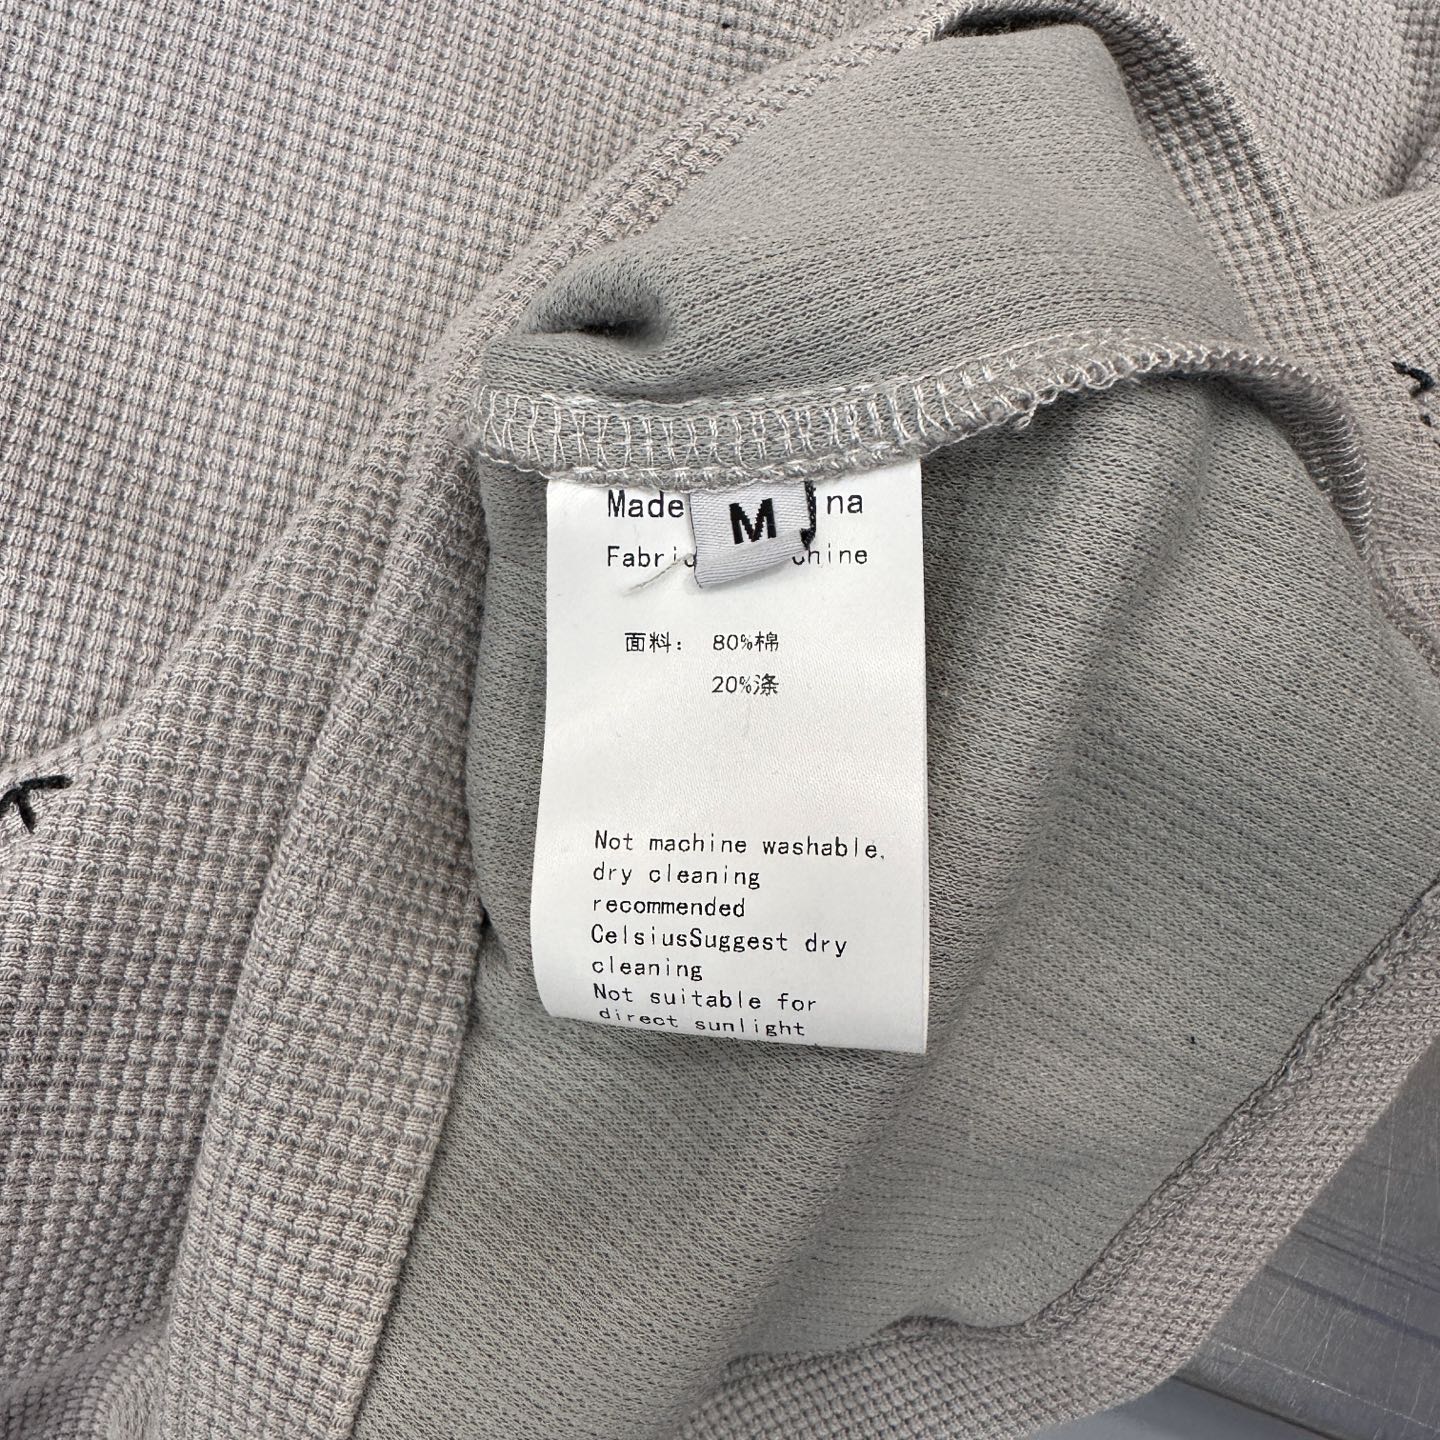 Made na
M
Fabric chine
面料： 80%棉
20%涤
Not machine washable,
dry cleaning
recommended
CelsiusSuggest dry
cleaning
Not suitable for
direct sunlight